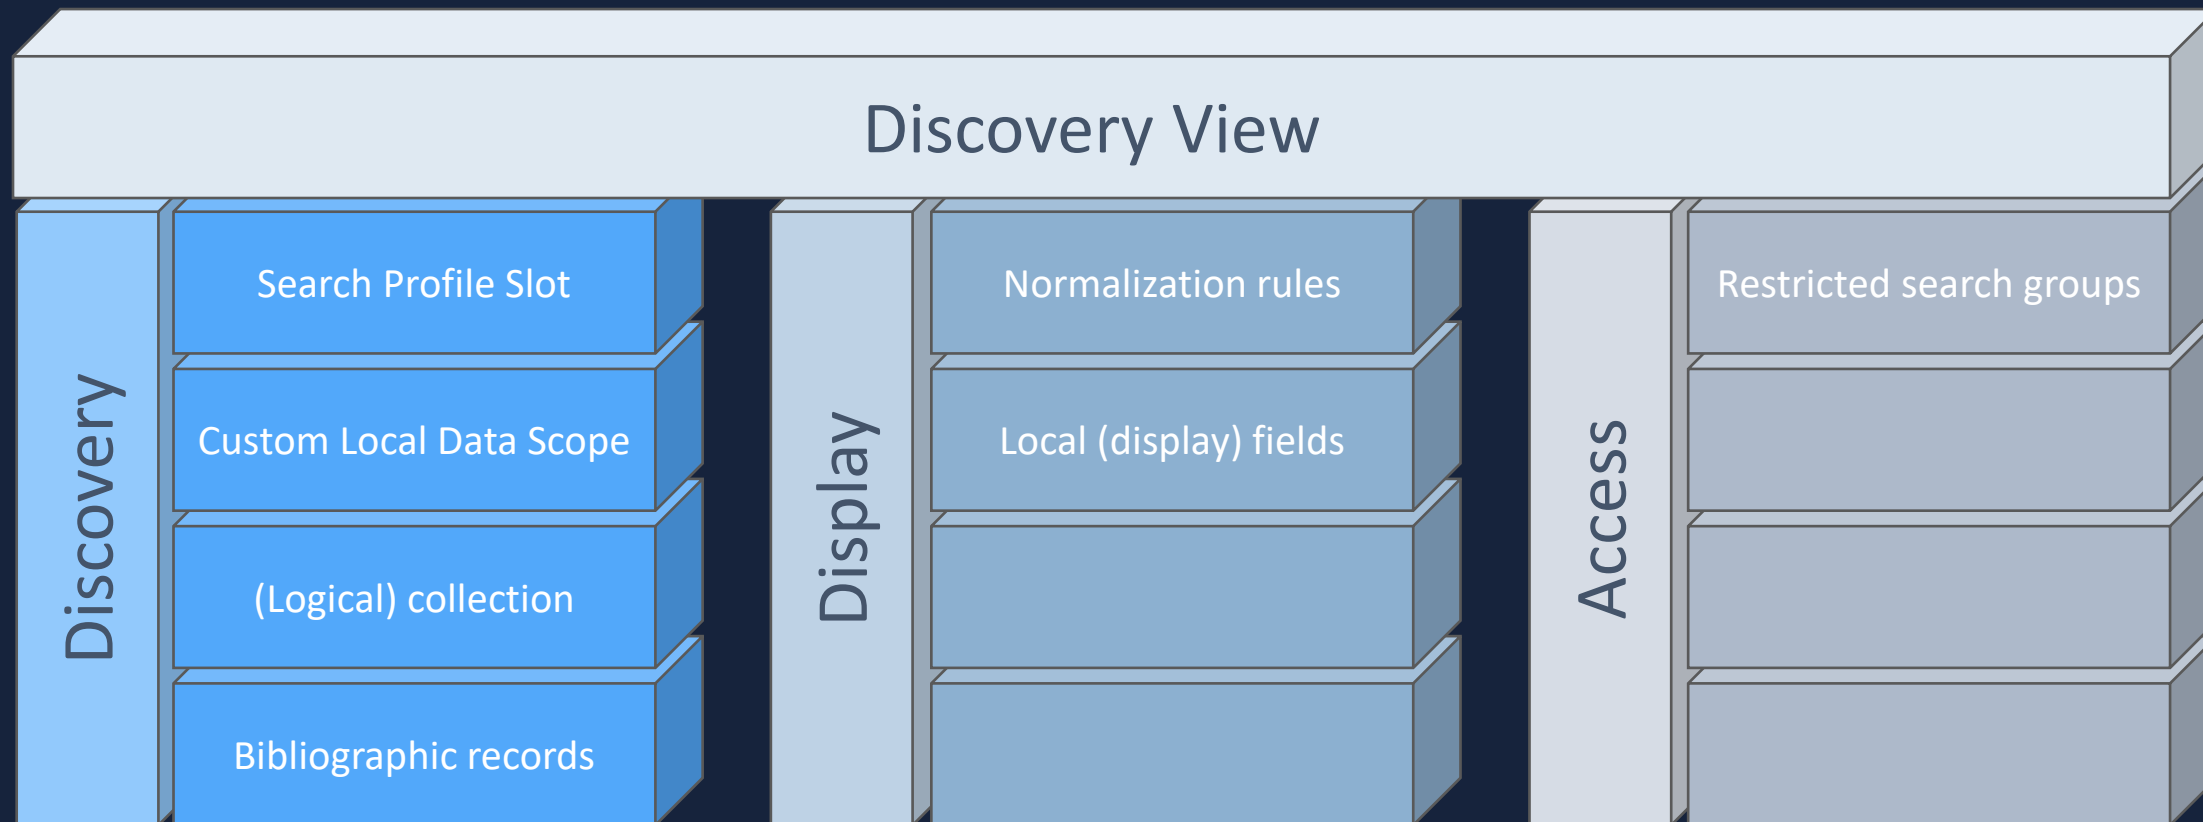 Discovery View
Discovery
Search Profile Slot
Custom Local Data Scope
(Logical) collection
Bibliographic records
Display
Normalization rules
Local (display) fields
Access
Restricted search groups